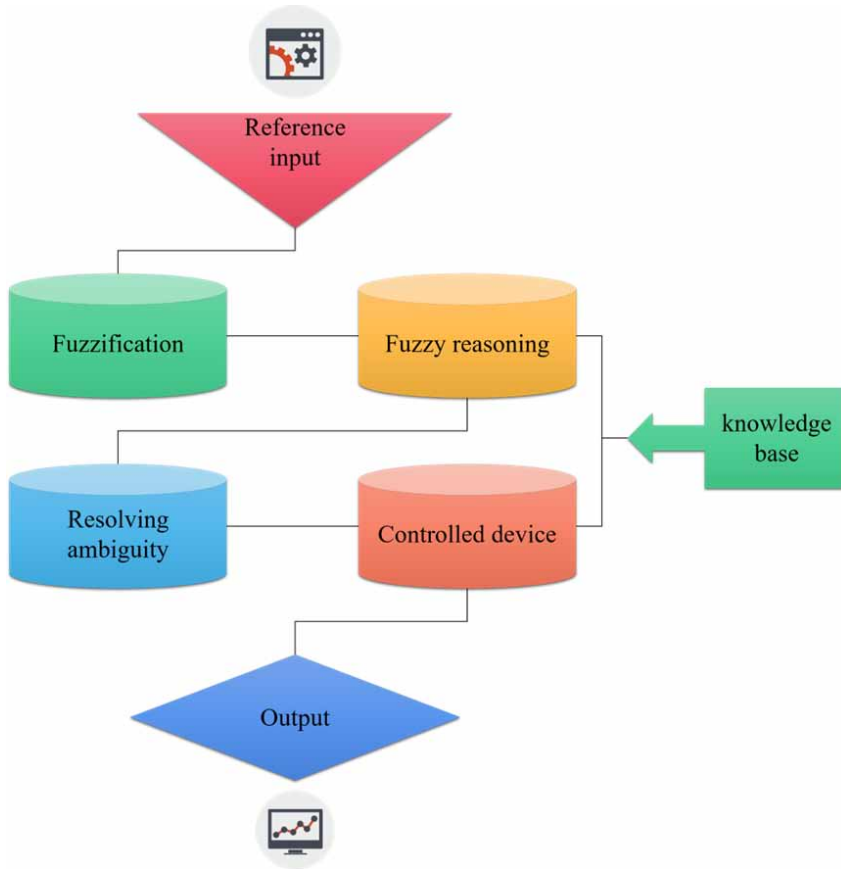 Reference
input
Fuzzification
Fuzzy reasoning
knowledge
base
Resolving
ambiguity
Controlled device
Output